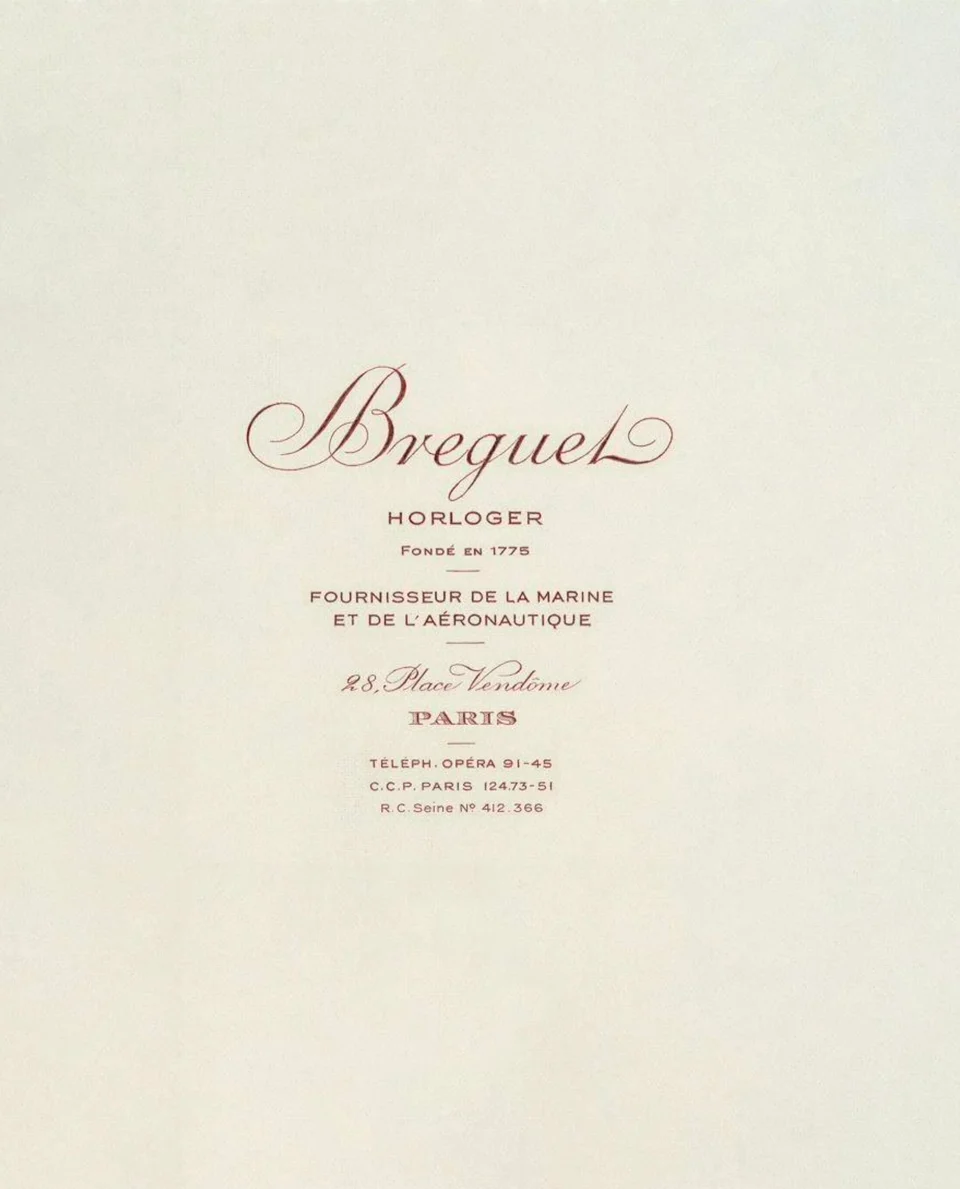 Breguet
HORLOGER
FONDÉ EN 1775
FOURNISSEUR DE LA MARINE
ET DE L'AÉRONAUTIQUE
28, Place Vendôme
PARIS
TÉLÉPH. OPÉRA 91-45
C.C.P. PARIS 124.73-51
R.C. Seine Nº 412.366